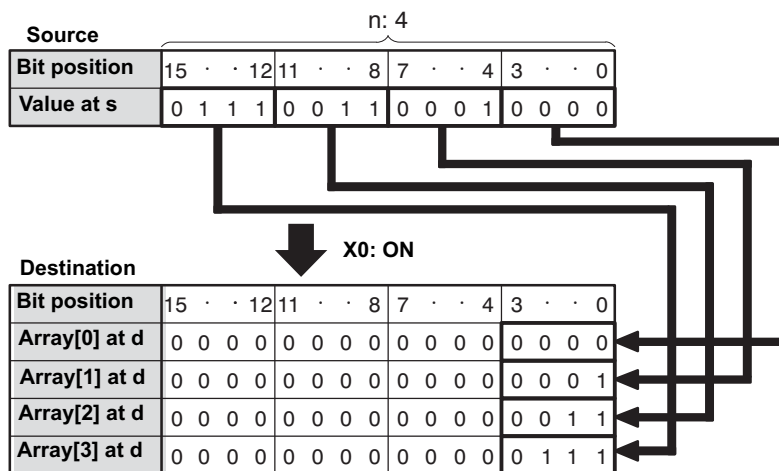 n: 4
Source
Bit position 15 · · 12 11 · · 8 7 · · 4 3 · · 0
Value at s 0 1 1 1 0 0 1 1 0 0 0 1 0 0 0 0
X0: ON
Destination
Bit position 15 · · 12 11 · · 8 7 · · 4 3 · · 0
Array[0] at d 0 0 0 0 0 0 0 0 0 0 0 0 0 0 0 0
Array[1] at d 0 0 0 0 0 0 0 0 0 0 0 0 0 0 0 1
Array[2] at d 0 0 0 0 0 0 0 0 0 0 0 0 0 0 1 1
Array[3] at d 0 0 0 0 0 0 0 0 0 0 0 0 0 1 1 1